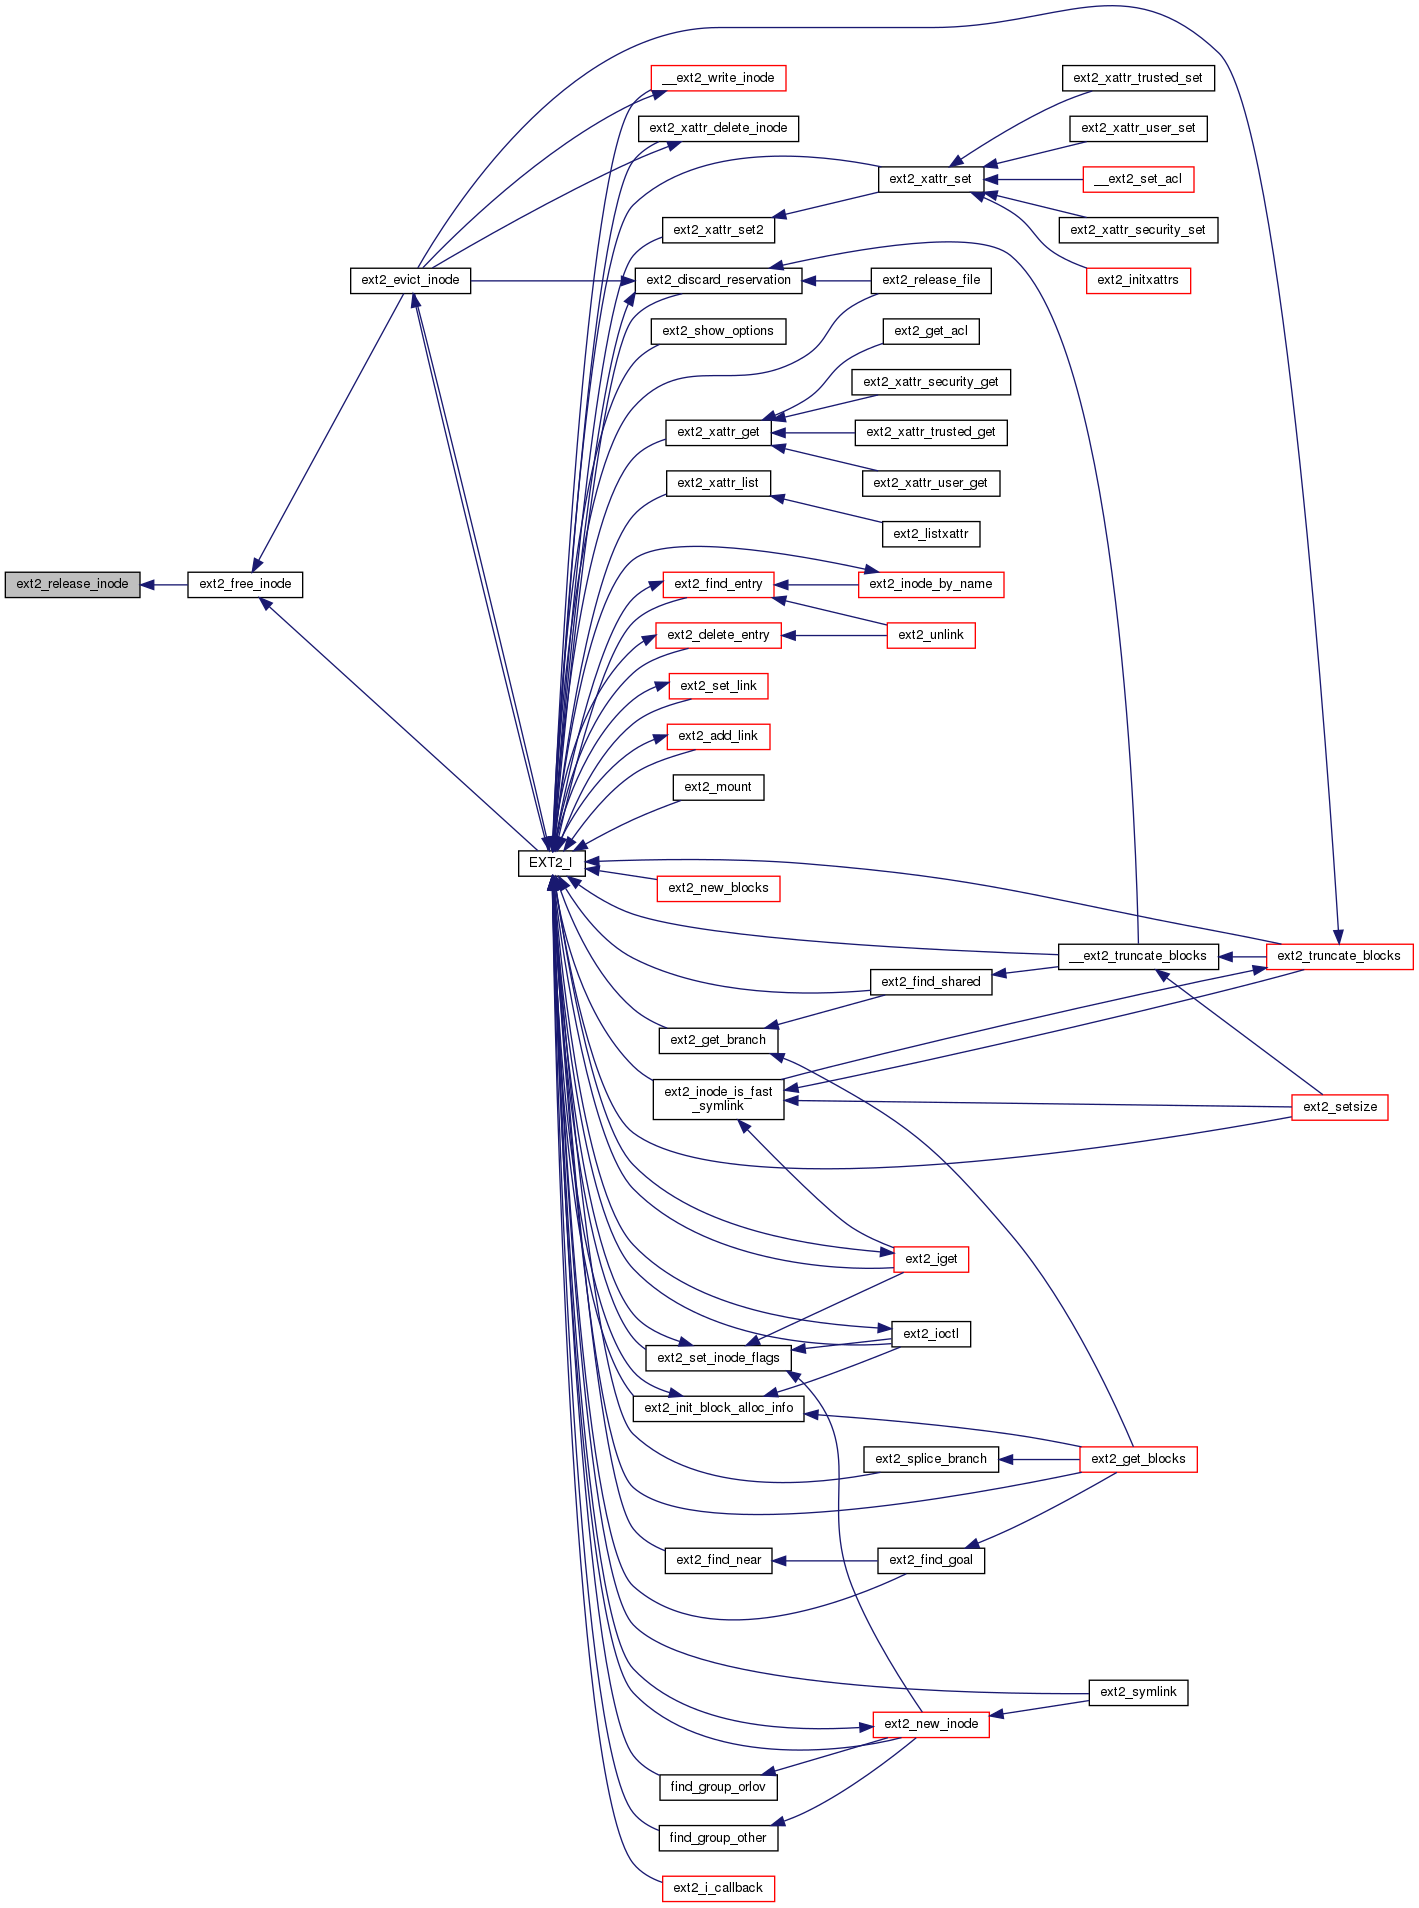 __ext2_write_inode
ext2_xattr_trusted_set
ext2_xattr_delete_inode
ext2_xattr_user_set
ext2_xattr_set
__ext2_set_acl
ext2_xattr_set2
ext2_xattr_security_set
ext2_evict_inode
ext2_discard_reservation
ext2_release_file
ext2_initxattrs
ext2_show_options
ext2_get_acl
ext2_xattr_security_get
ext2_xattr_get
ext2_xattr_trusted_get
ext2_xattr_list
ext2_xattr_user_get
ext2_listxattr
ext2_release_inode
ext2_free_inode
ext2_find_entry
ext2_inode_by_name
ext2_delete_entry
ext2_unlink
ext2_set_link
ext2_add_link
ext2_mount
EXT2_I
ext2_new_blocks
__ext2_truncate_blocks
ext2_truncate_blocks
ext2_find_shared
ext2_get_branch
ext2_inode_is_fast
_symlink
ext2_setsize
ext2_iget
ext2_ioctl
ext2_set_inode_flags
ext2_init_block_alloc_info
ext2_splice_branch
ext2_get_blocks
ext2_find_near
ext2_find_goal
ext2_symlink
ext2_new_inode
find_group_orlov
find_group_other
ext2_i_callback